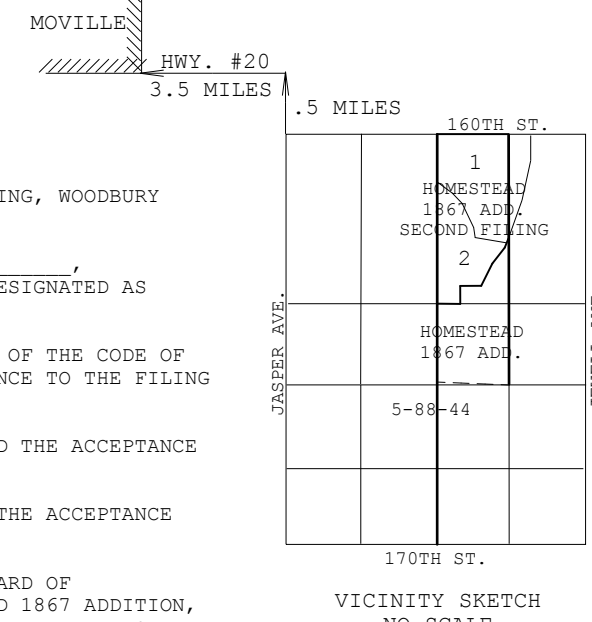 MOVILLE
HWY. #20
3.5 MILES
.5 MILES
160TH ST.
1
HOMESTEAD
1867 ADD.
SECOND FILING
2
HOMESTEAD
1867 ADD.
JASPER AVE.
5-88-44
170TH ST.
VICINITY SKETCH
NO SCALE
ING, WOODBURY
,
ESIGNATED AS
OF THE CODE OF
NCE TO THE FILING
D THE ACCEPTANCE
THE ACCEPTANCE
ARD OF
D 1867 ADDITION,